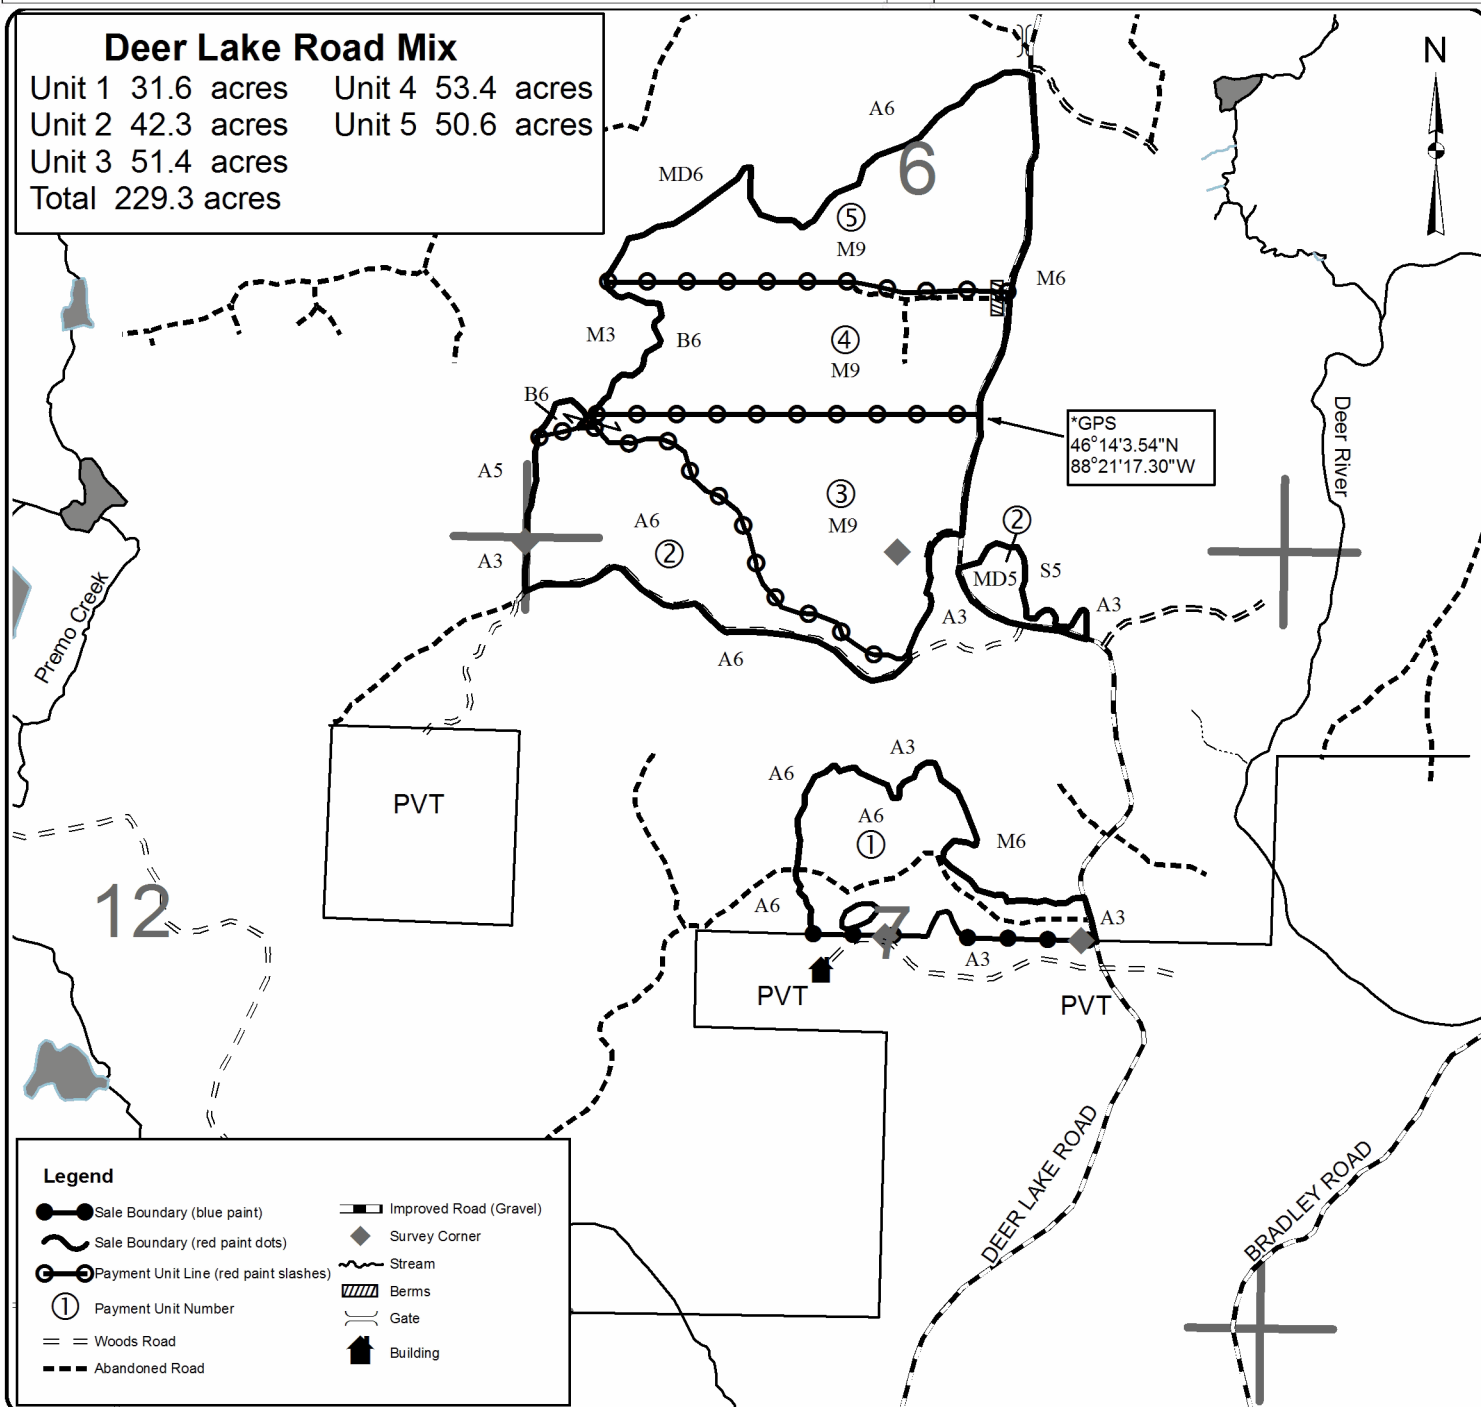 Deer Lake Road Mix
Unit 1 31.6 acres Unit 4 53.4 acres
Unit 2 42.3 acres Unit 5 50.6 acres
Unit 3 51.4 acres
Total 229.3 acres
N
A6
6
MD6
⑤
M9
M6
M3
B6
④
M9
B6
*GPS
46°14'3.54"N
88°21'17.30"W
Deer River
A5
③
M9
A6
②
②
A3
MD5
S5
A3
A3
A6
Premo Creek
PVT
A3
A6
A6
①
M6
12
A6
7
A3
A3
PVT
PVT
DEER LAKE ROAD
BRADLEY ROAD
Legend
Sale Boundary (blue paint)
Sale Boundary (red paint dots)
Payment Unit Line (red paint slashes)
① Payment Unit Number
Woods Road
Abandoned Road
Improved Road (Gravel)
Survey Corner
Stream
Berms
Gate
Building